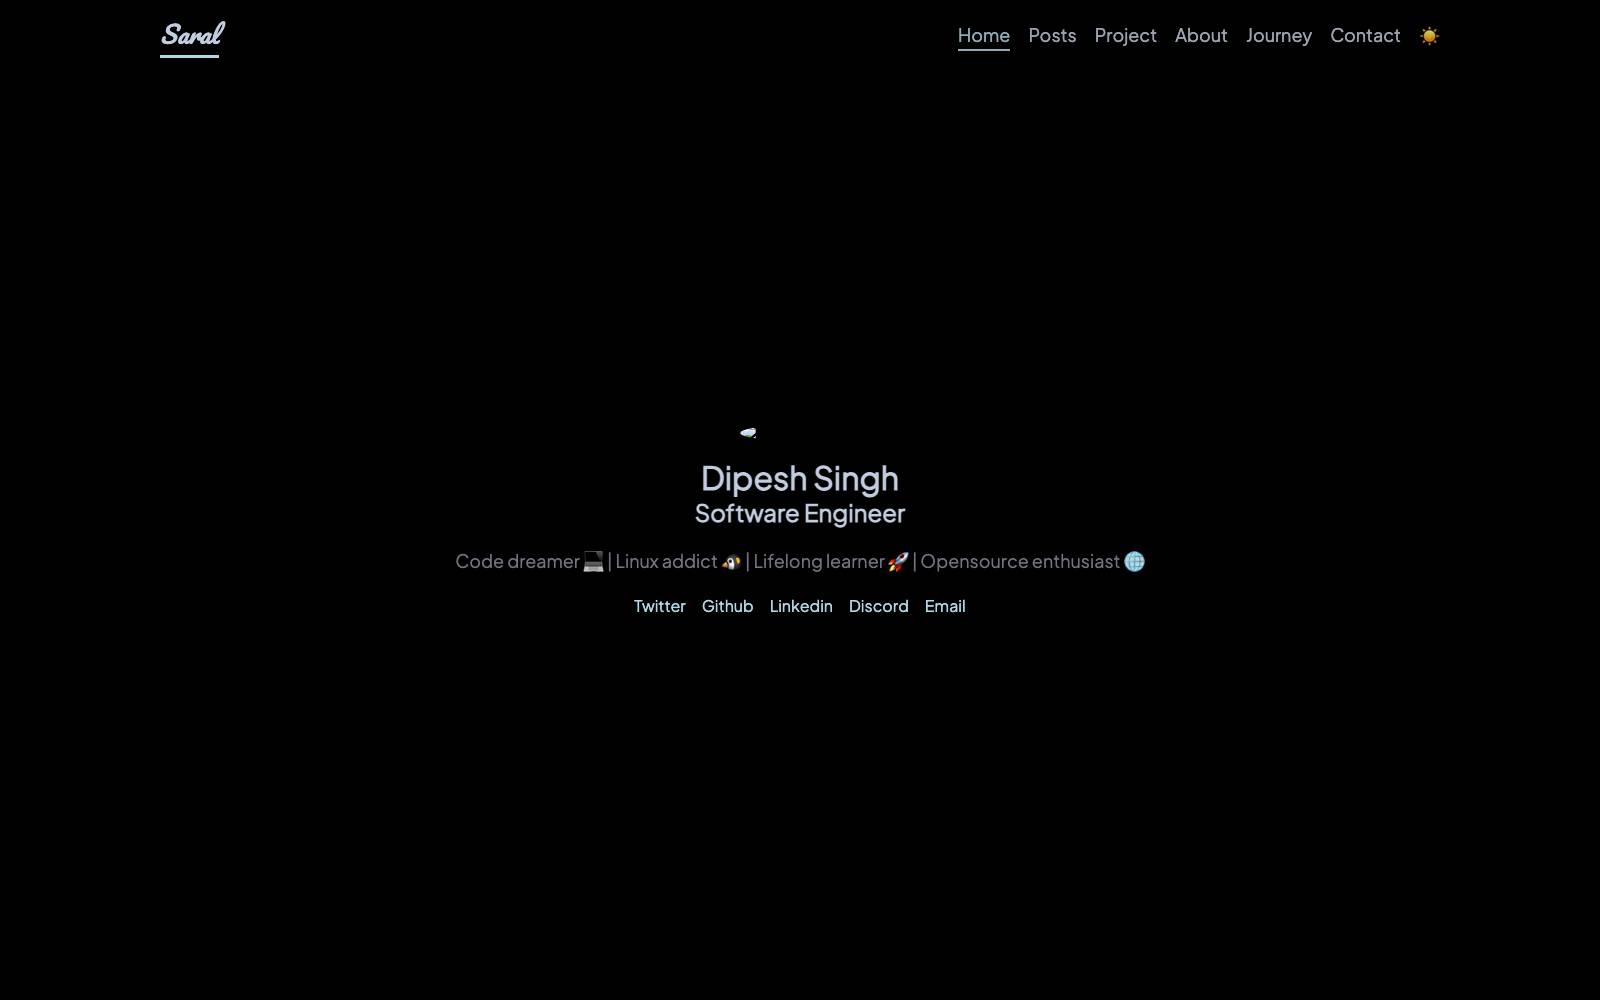 Saral
Home Posts Project About Journey Contact ☀️
Dipesh Singh
Software Engineer
Code dreamer 💻 | Linux addict 🐧 | Lifelong learner 🚀 | Opensource enthusiast 🌐
Twitter Github Linkedin Discord Email